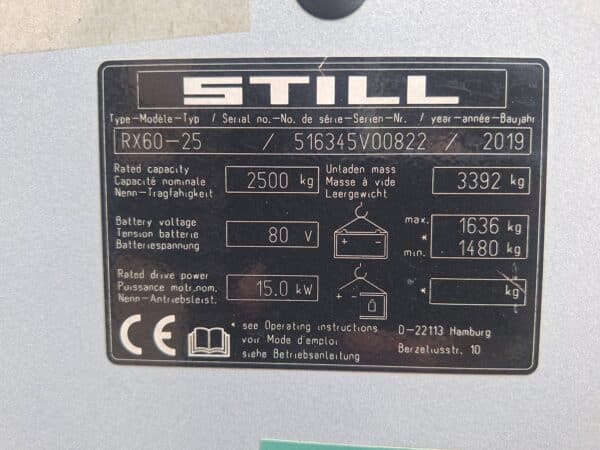 STILL
Type-Modèle-Typ / Serial no.-No. de série-Serien-Nr. / year-année-Baujahr
RX60-25 / 516345V00822 / 2019
Rated capacity
Capacité nominale
Nenn-Tragfähigkeit
2500 kg
Unladen mass
Masse à vide
Leergewicht
3392 kg
Battery voltage
Tension batterie
Batteriespannung
80 V
+ -
max. 1636 kg
*
min. 1480 kg
Rated drive power
Puissance motr.nom.
Nenn-Antriebsleist.
15.0 kW
+ -
* kg
CE
* see Operating instructions
voir Mode d'emploi
siehe Betriebsanleitung
D-22113 Hamburg
Berzeliusstr. 10